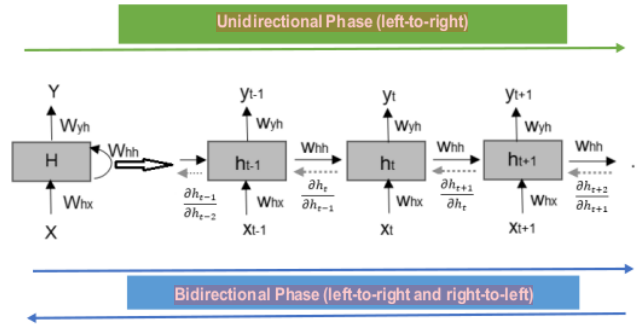 Unidirectional Phase (left-to-right)
Y yt-1 yt yt+1
Wyh Wyh Wyh Wyh
Whh Whh Whh Whh
H ht-1 ht ht+1
∂ht−1/∂ht−2 ∂ht/∂ht−1 ∂ht+1/∂ht ∂ht+2/∂ht+1
Whx Whx Whx Whx
X Xt-1 Xt Xt+1
Bidirectional Phase (left-to-right and right-to-left)